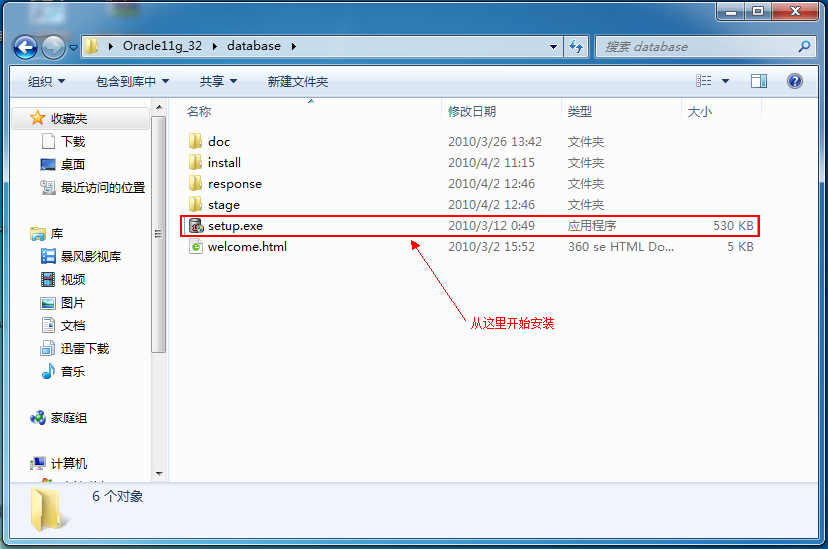 Oracle11g_32 database
搜索 database
组织 包含到库中 共享 新建文件夹
名称 修改日期 类型 大小
收藏夹
下载
桌面
最近访问的位置
库
暴风影视库
视频
图片
文档
迅雷下载
音乐
家庭组
计算机
doc 2010/3/26 13:42 文件夹
install 2010/4/2 11:15 文件夹
response 2010/4/2 12:46 文件夹
stage 2010/4/2 12:46 文件夹
setup.exe 2010/3/12 0:49 应用程序 530 KB
welcome.html 2010/3/2 15:52 360 se HTML Do... 5 KB
从这里开始安装
6 个对象